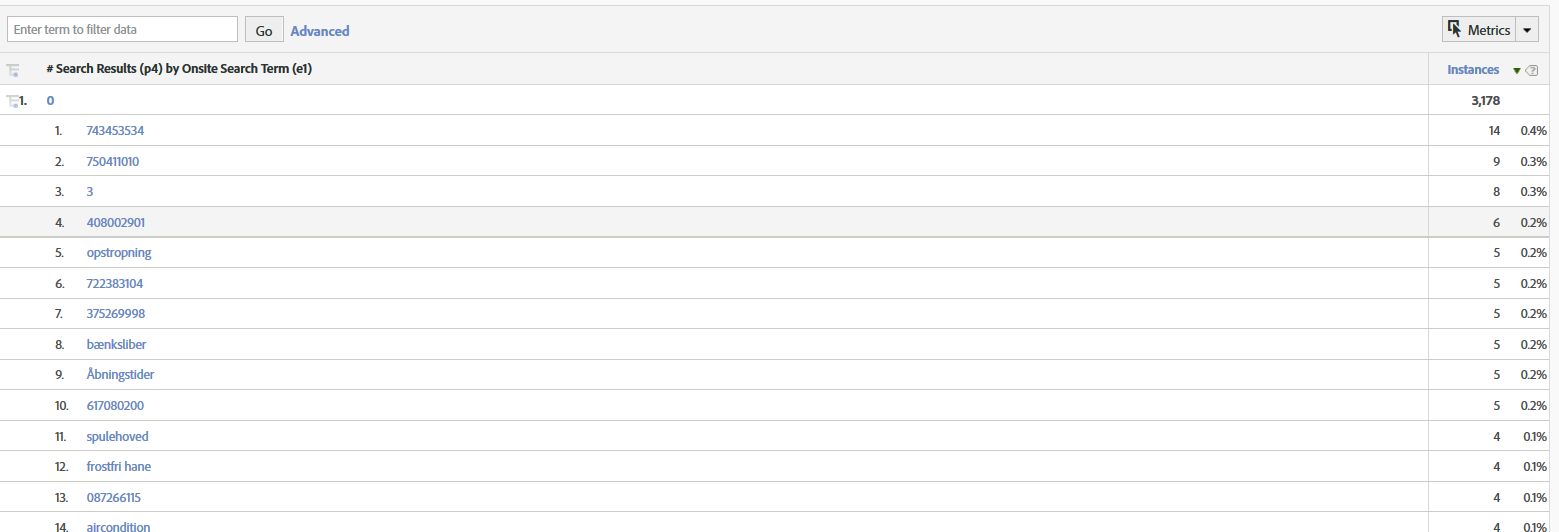 Enter term to filter data Go Advanced Metrics
# Search Results (p4) by Onsite Search Term (e1) Instances ?
1. 0 3,178
1. 743453534 14 0.4%
2. 750411010 9 0.3%
3. 3 8 0.3%
4. 408002901 6 0.2%
5. opstropning 5 0.2%
6. 722383104 5 0.2%
7. 375269998 5 0.2%
8. bænksliber 5 0.2%
9. Åbningstider 5 0.2%
10. 617080200 5 0.2%
11. spulehoved 4 0.1%
12. frostfri hane 4 0.1%
13. 087266115 4 0.1%
14. aircondition 4 0.1%